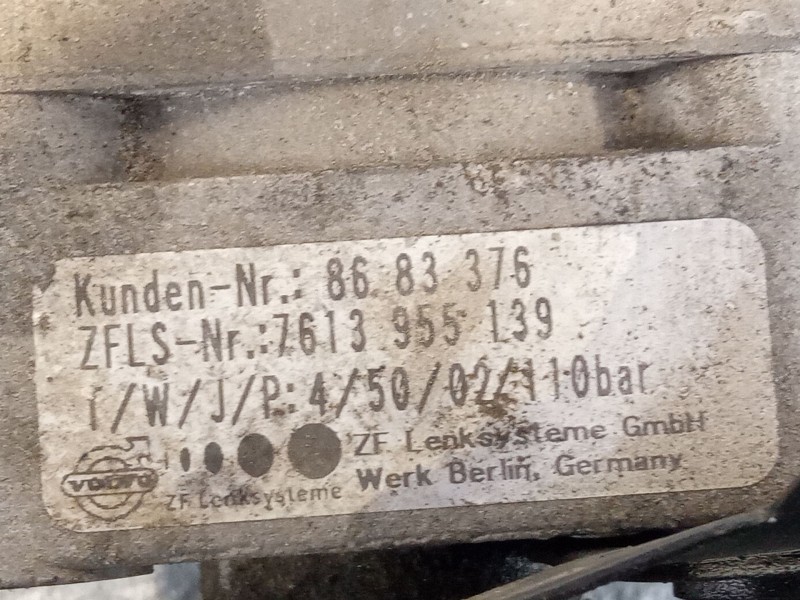 Kunden-Nr.: 86 83 376
ZFLS-Nr.:7613 955 139
T/W/J/P:4/50/02/110bar
VOLVO
ZF Lenksysteme
ZF Lenksysteme GmbH
Werk Berlin, Germany